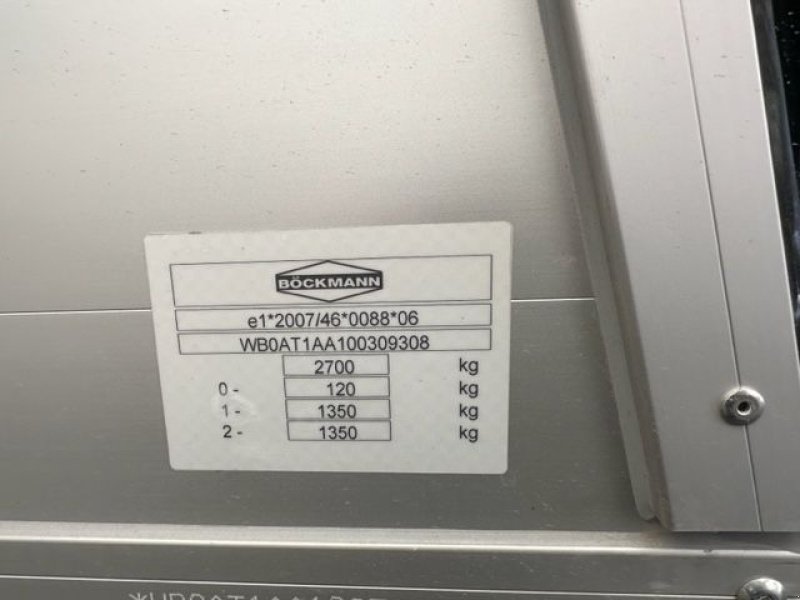 BÖCKMANN
e1*2007/46*0088*06
WB0AT1AA100309308
2700 kg
0- 120 kg
1- 1350 kg
2- 1350 kg